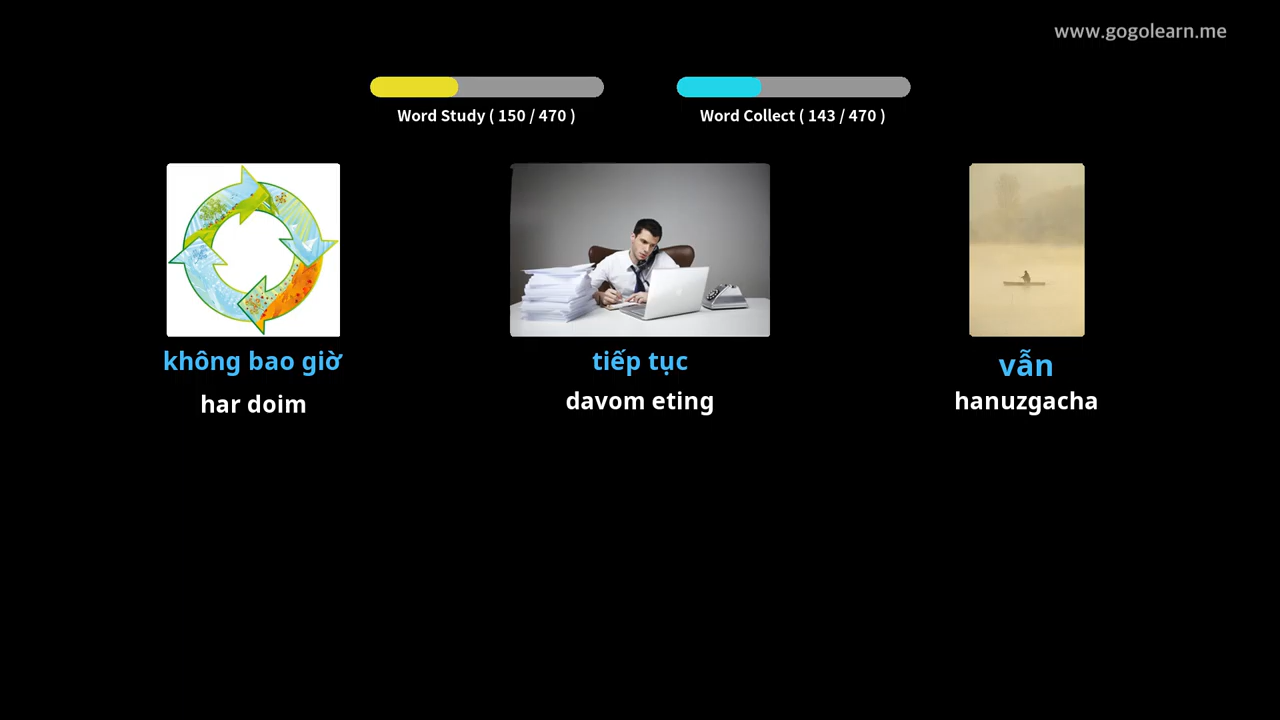 www.gogolearn.me
Word Study ( 150 / 470 )
Word Collect ( 143 / 470 )
không bao giờ
har doim
tiếp tục
davom eting
vẫn
hanuzgacha